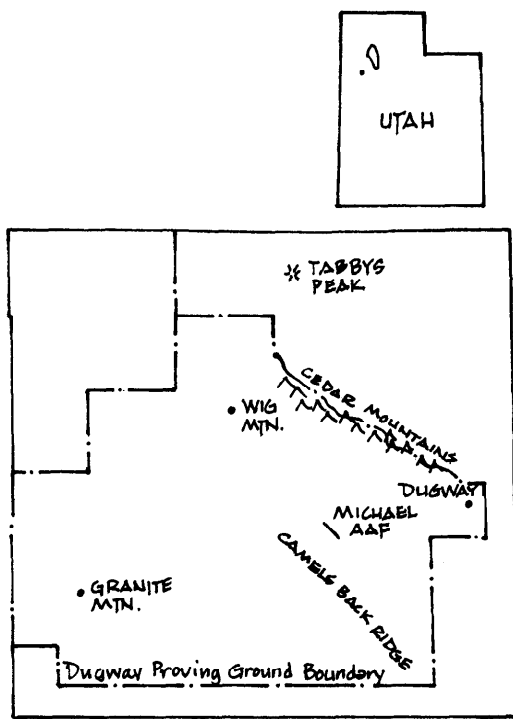 UTAH
TABBYS
PEAK
CEDAR MOUNTAINS
WIG
MTN.
DUGWAY
MICHAEL
AAF
CAMELS BACK RIDGE
GRANITE
MTN.
Dugway Proving Ground Boundary